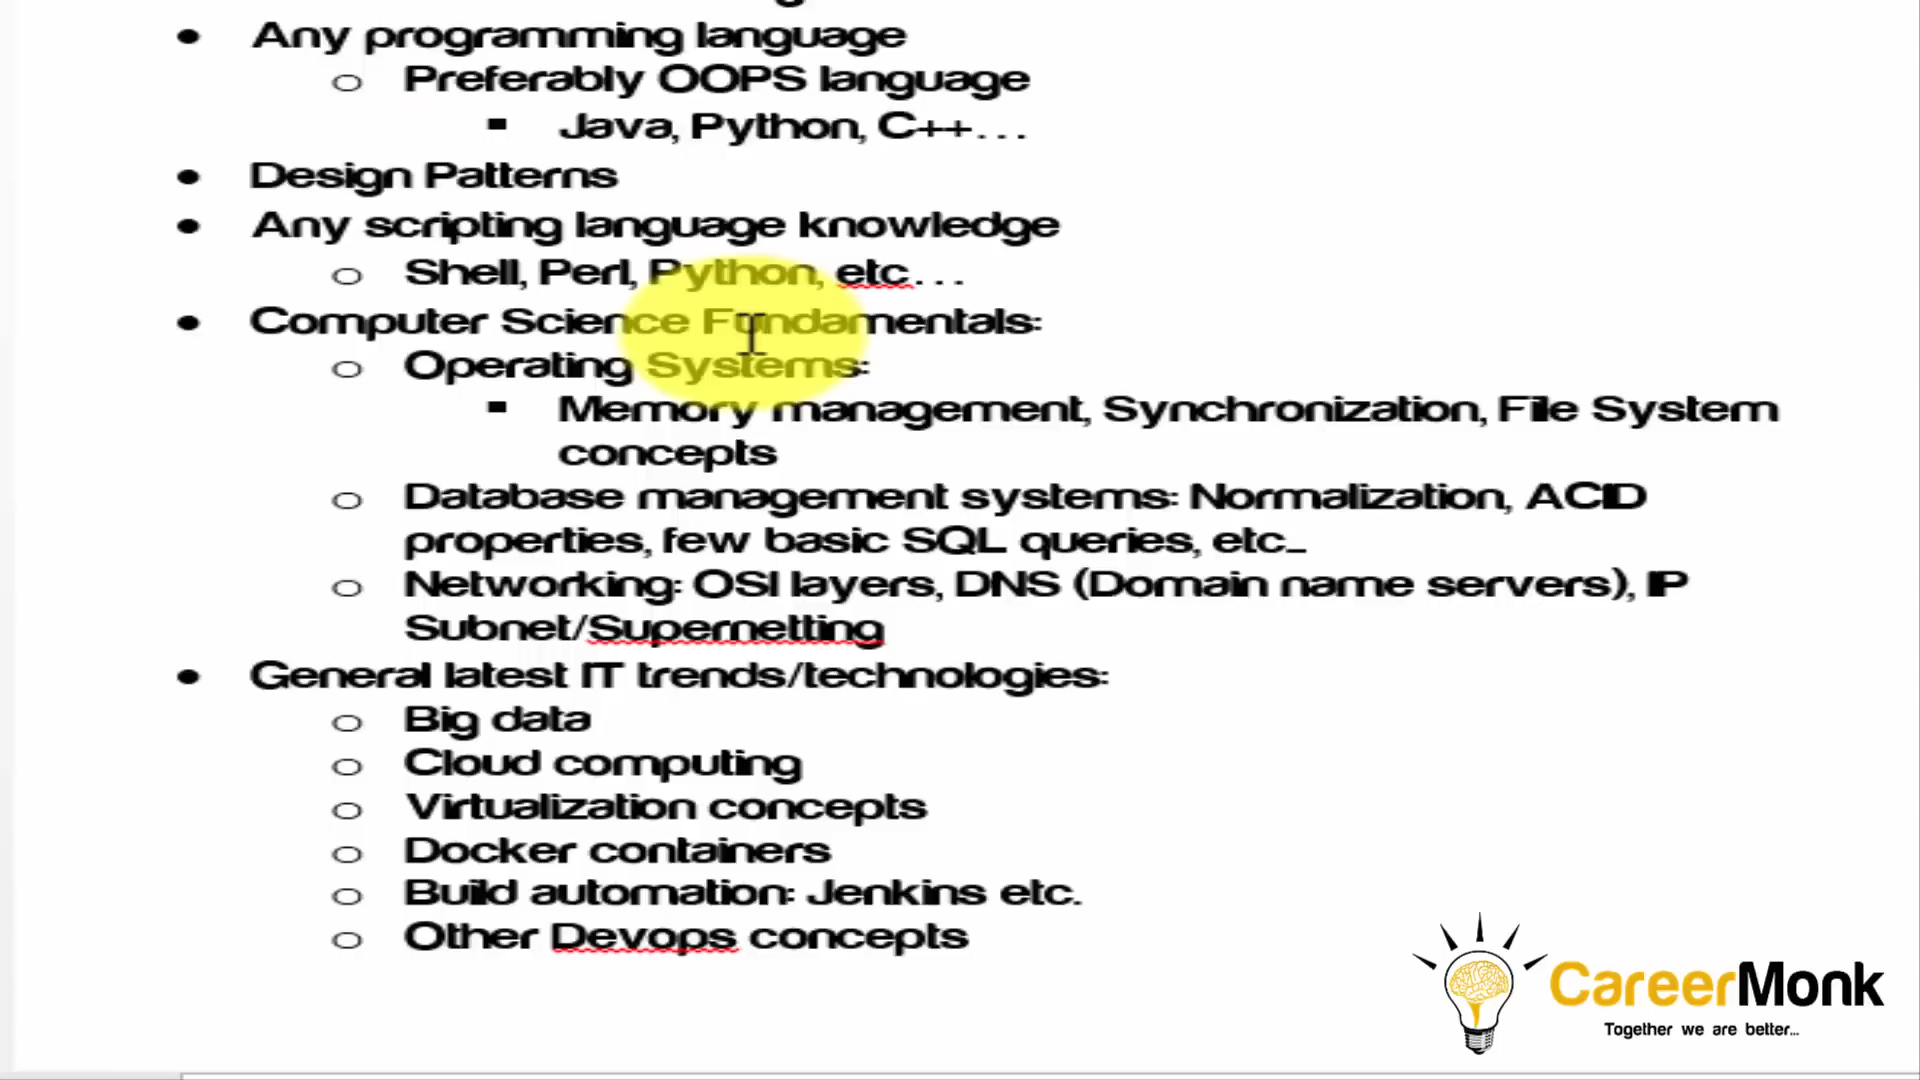 • Any programming language
o Preferably OOPS language
▪ Java, Python, C++...
• Design Patterns
• Any scripting language knowledge
o Shell, Perl, Python, etc...
• Computer Science Fundamentals:
o Operating Systems:
▪ Memory management, Synchronization, File System
concepts
o Database management systems: Normalization, ACID
properties, few basic SQL queries, etc...
o Networking: OSI layers, DNS (Domain name servers), IP
Subnet/Supernetting
• General latest IT trends/technologies:
o Big data
o Cloud computing
o Virtualization concepts
o Docker containers
o Build automation: Jenkins etc.
o Other Devops concepts
CareerMonk
Together we are better...